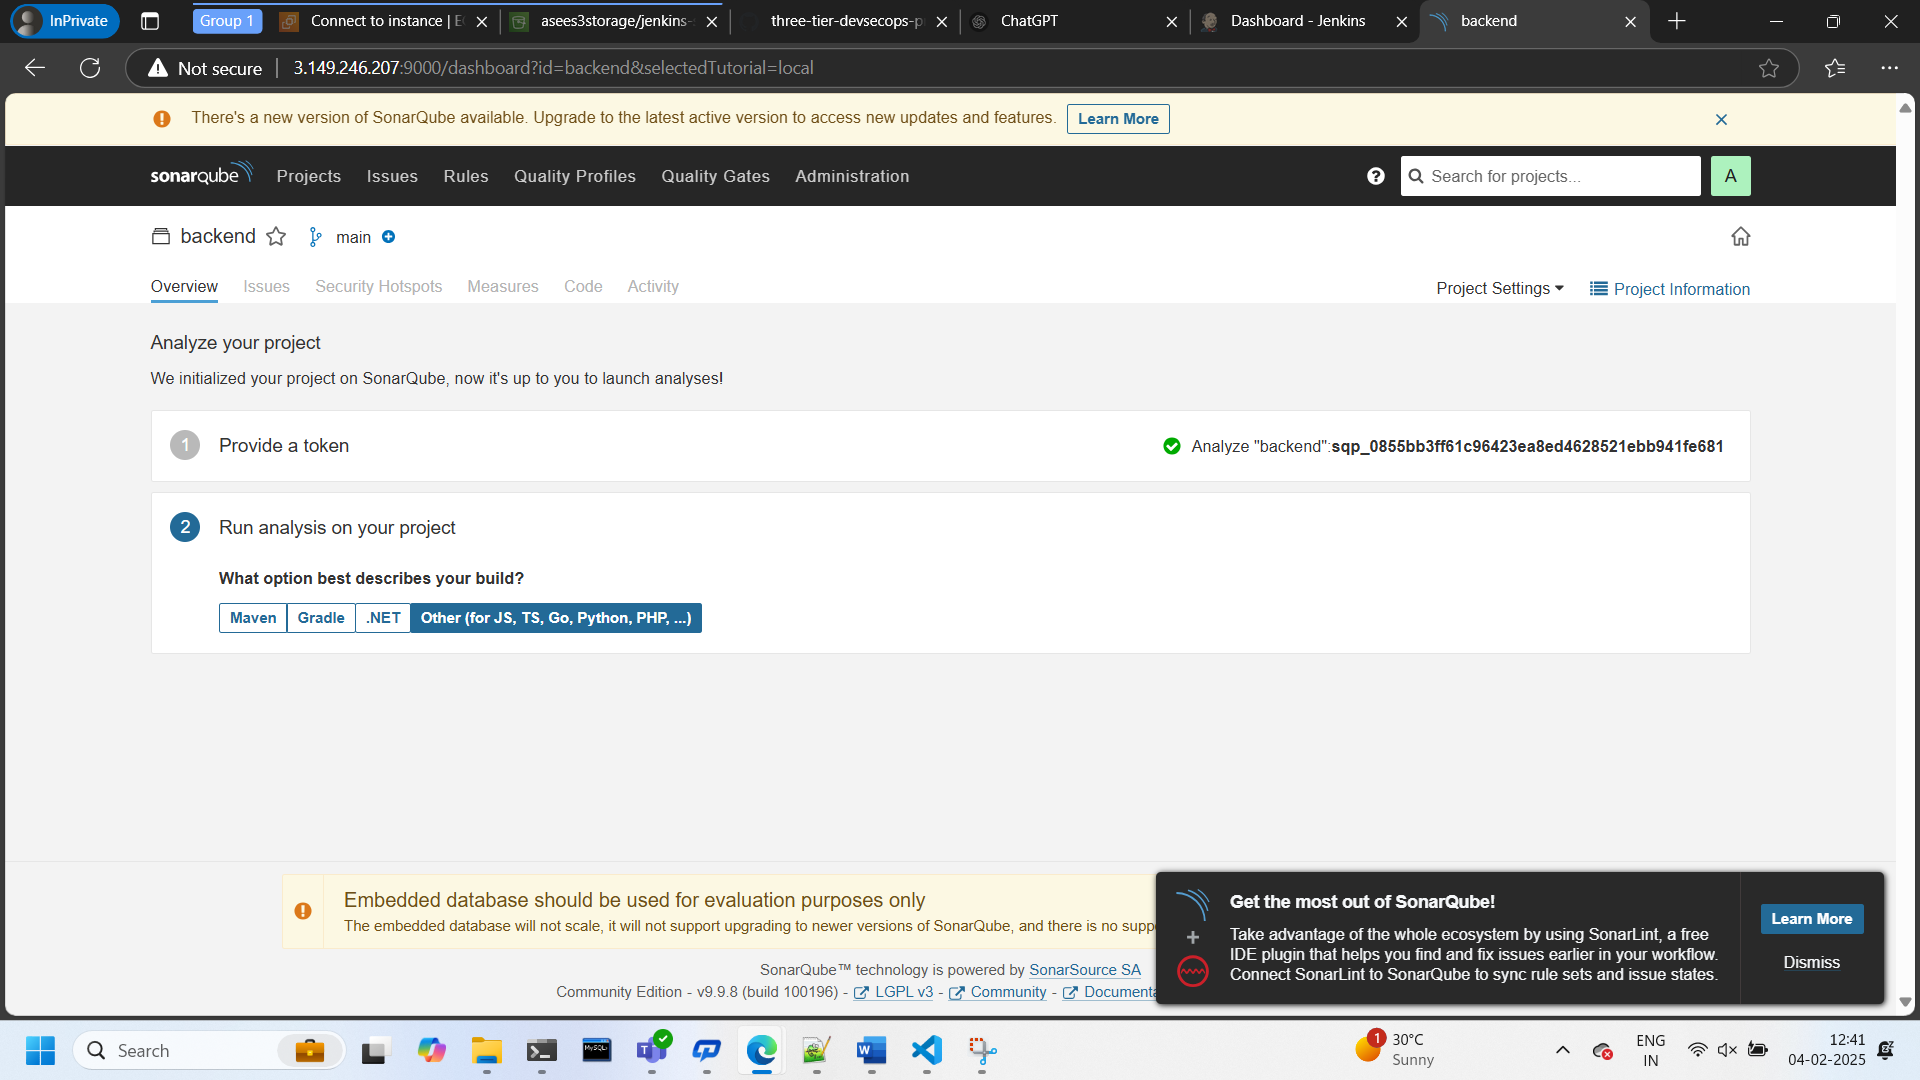 InPrivate
Group 1
Connect to instance | E
asees3storage/jenkins-
three-tier-devsecops-p
ChatGPT
Dashboard - Jenkins
backend
Not secure
3.149.246.207:9000/dashboard?id=backend&selectedTutorial=local
There's a new version of SonarQube available. Upgrade to the latest active version to access new updates and features.
Learn More
sonarqube
Projects
Issues
Rules
Quality Profiles
Quality Gates
Administration
Search for projects...
A
backend
main
Overview
Issues
Security Hotspots
Measures
Code
Activity
Project Settings
Project Information
Analyze your project
We initialized your project on SonarQube, now it's up to you to launch analyses!
1
Provide a token
Analyze "backend":sqp_0855bb3ff61c96423ea8ed4628521ebb941fe681
2
Run analysis on your project
What option best describes your build?
Maven
Gradle
.NET
Other (for JS, TS, Go, Python, PHP, ...)
Embedded database should be used for evaluation purposes only
The embedded database will not scale, it will not support upgrading to newer versions of SonarQube, and there is no supp
SonarQube™ technology is powered by SonarSource SA
Community Edition - v9.9.8 (build 100196) - LGPL v3 - Community - Documenta
Get the most out of SonarQube!
Take advantage of the whole ecosystem by using SonarLint, a free
IDE plugin that helps you find and fix issues earlier in your workflow.
Connect SonarLint to SonarQube to sync rule sets and issue states.
Learn More
Dismiss
Search
1
30°C
Sunny
ENG
IN
12:41
04-02-2025